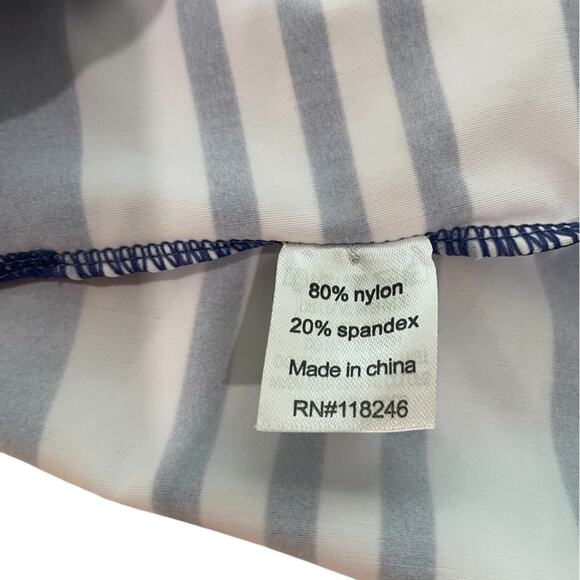 80% nylon
20% spandex
Made in china
RN#118246